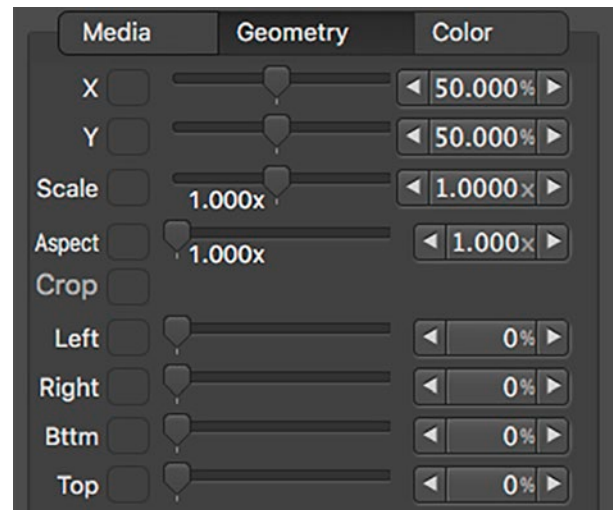 Media Geometry Color
X 50.000%
Y 50.000%
Scale 1.000x 1.0000x
Aspect 1.000x 1.000x
Crop
Left 0%
Right 0%
Bttm 0%
Top 0%